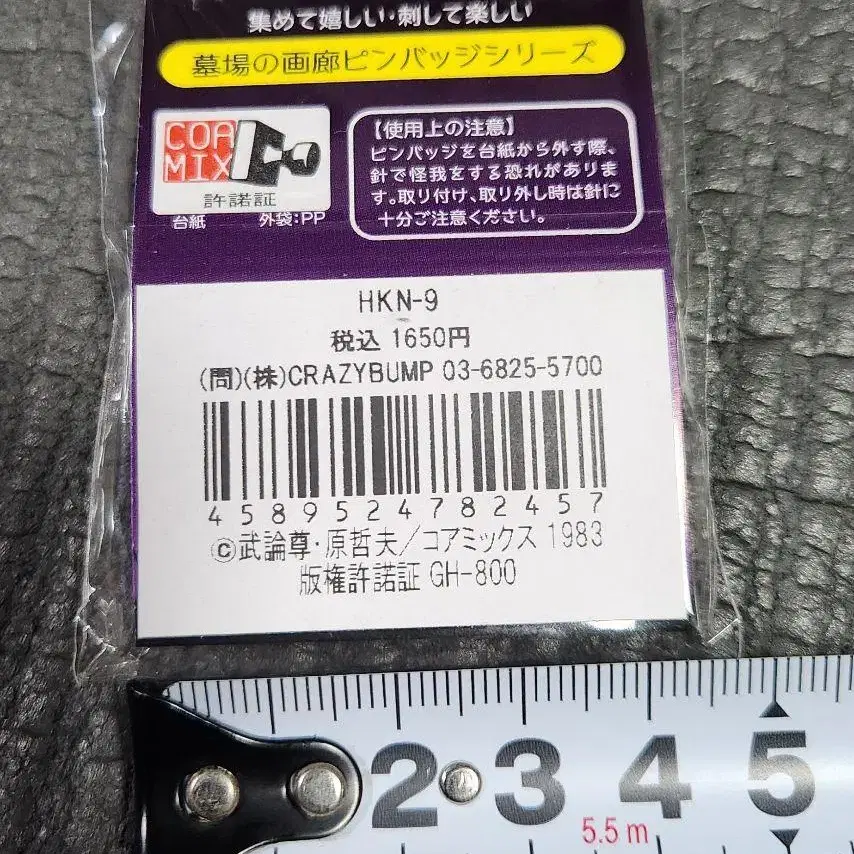 集めて嬉しい・刺して楽しい
墓場の画廊ピンバッジシリーズ
COA
MIX
許諾証
台紙 外袋:PP
【使用上の注意】
ピンバッジを台紙から外す際、
針で怪我をする恐れがありま
す。取り付け、取り外し時は針に
十分ご注意ください。
HKN-9
税込 1650円
(問)(株)CRAZYBUMP 03-6825-5700
4589524782457
©武論尊・原哲夫/コアミックス 1983
版権許諾証 GH-800
2 3 4 5
5.5m